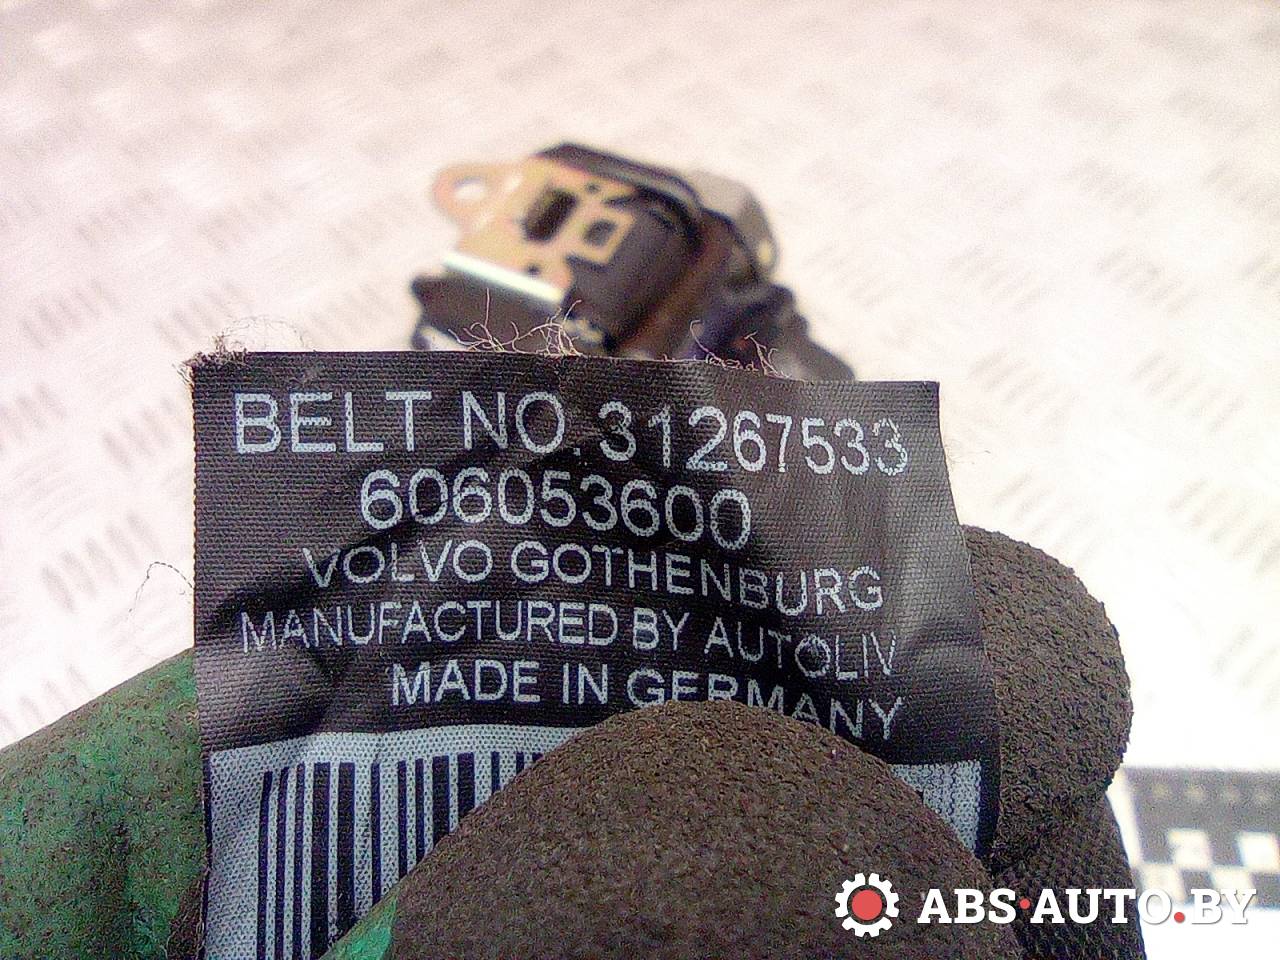 BELT NO. 31267533
606053600
VOLVO GOTHENBURG
MANUFACTURED BY AUTOLIV
MADE IN GERMANY
ABS·AUTO.BY